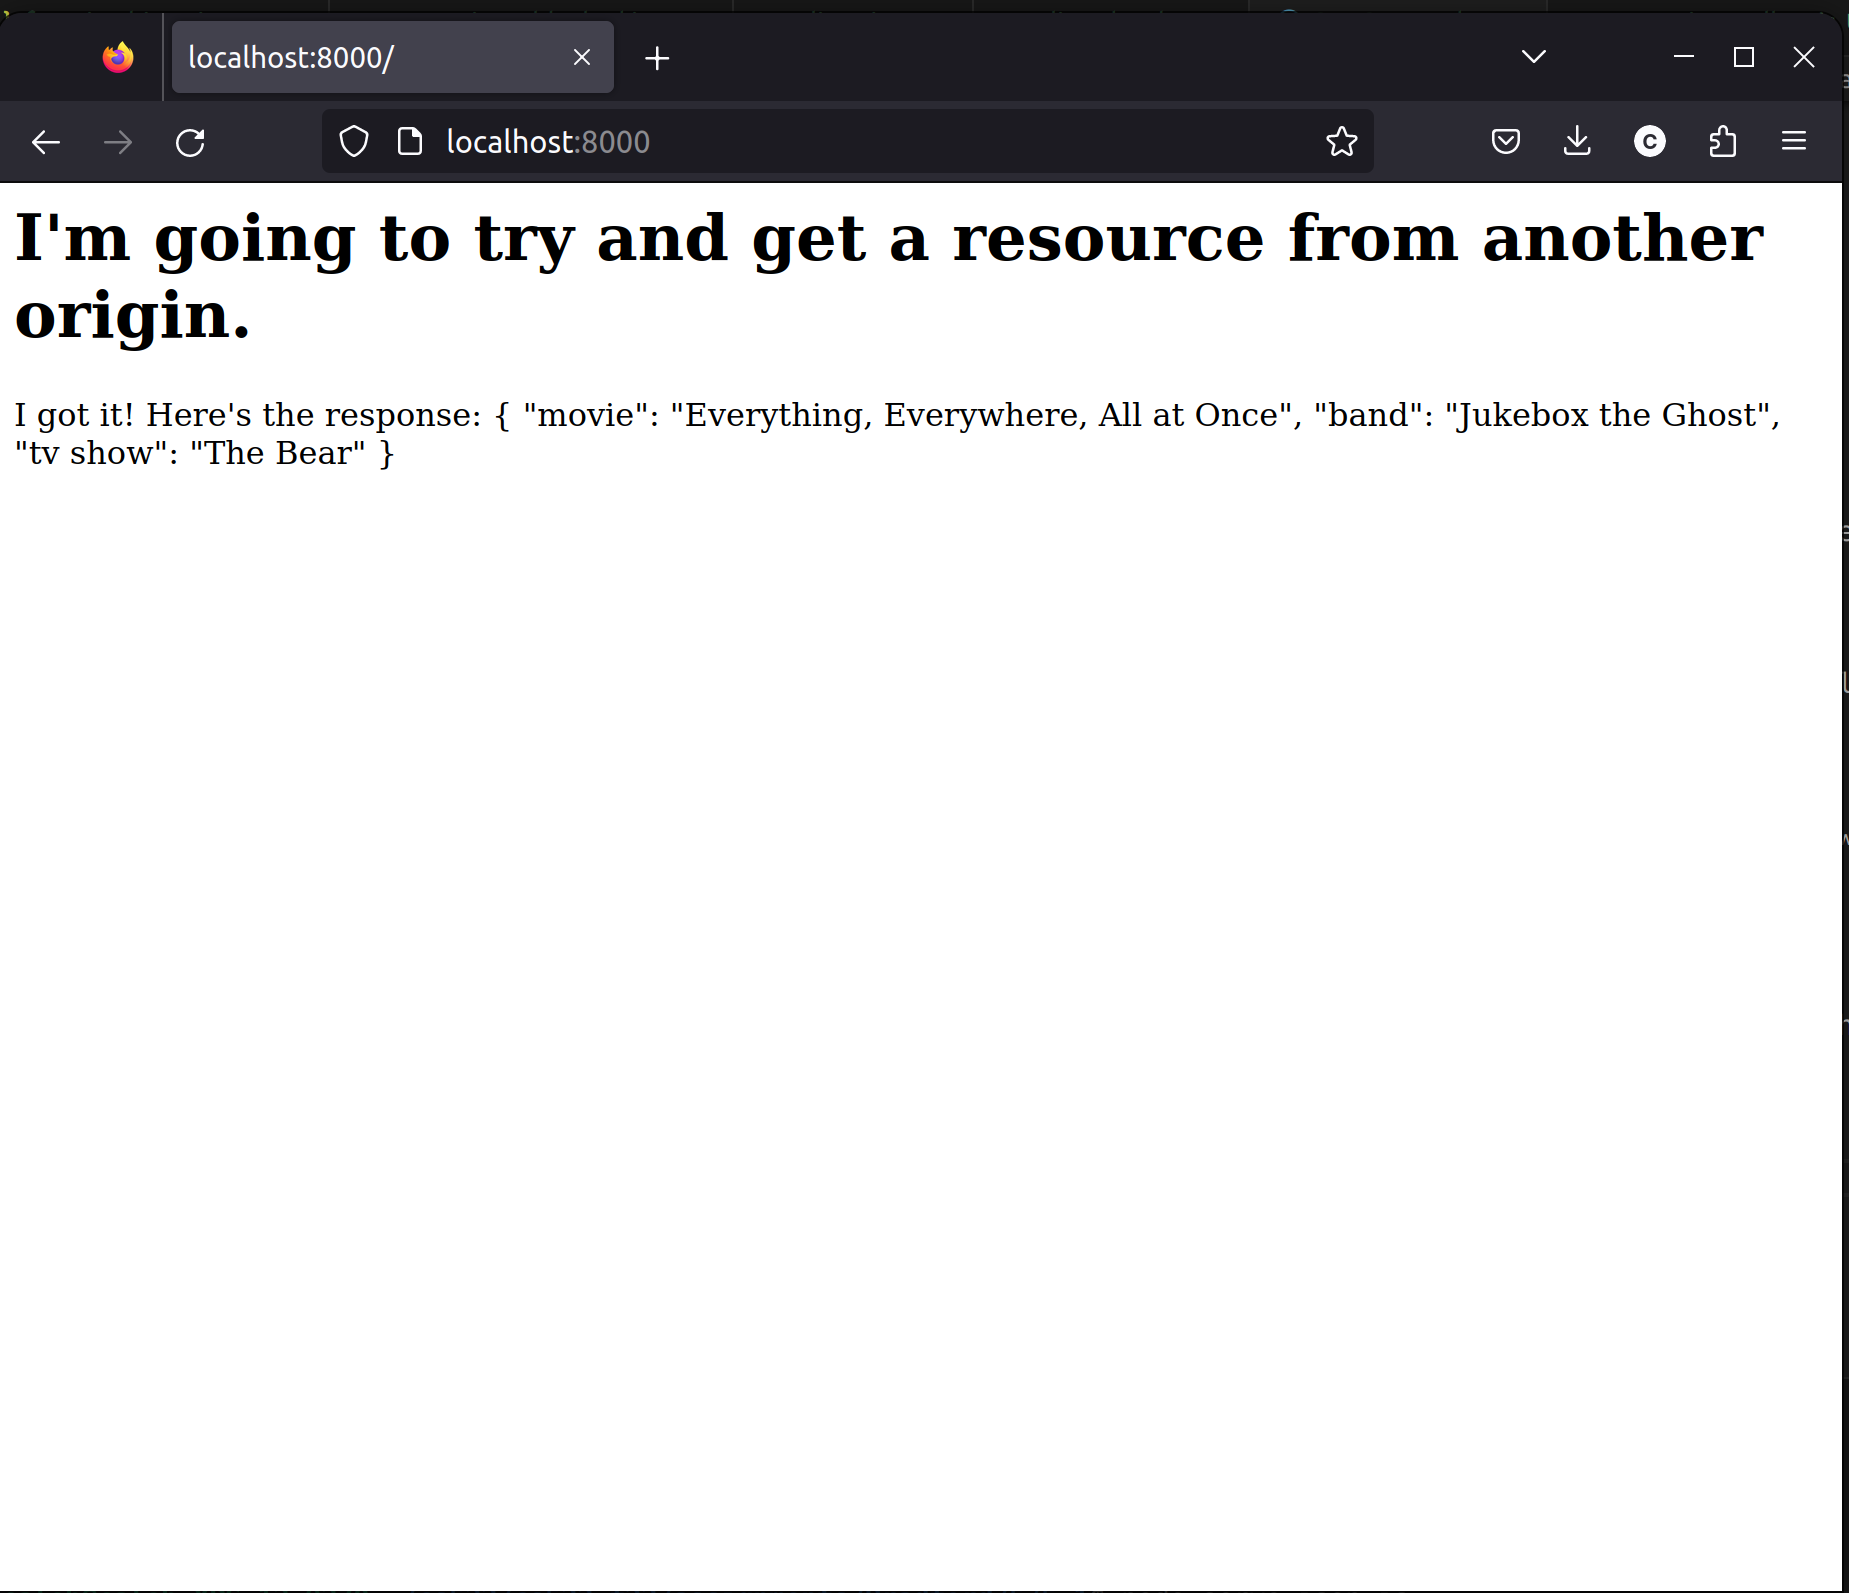 localhost:8000/
localhost:8000
C
I'm going to try and get a resource from another
origin.
I got it! Here's the response: { "movie": "Everything, Everywhere, All at Once", "band": "Jukebox the Ghost",
"tv show": "The Bear" }